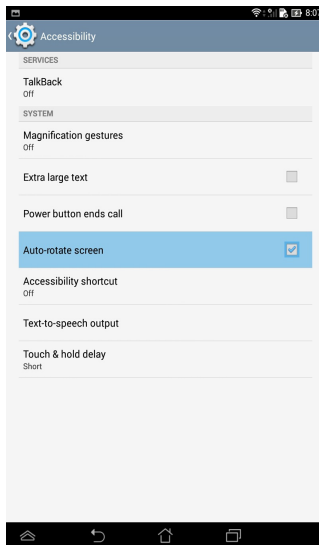 8:07
Accessibility
SERVICES
TalkBack
Off
SYSTEM
Magnification gestures
Off
Extra large text
Power button ends call
Auto-rotate screen
Accessibility shortcut
Off
Text-to-speech output
Touch & hold delay
Short